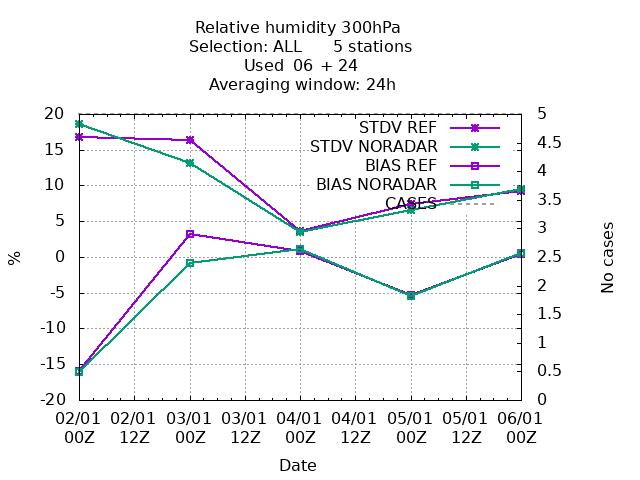 Relative humidity 300hPa
Selection: ALL      5 stations
Used  06 + 24
Averaging window: 24h
20
15
10
5
0
-5
-10
-15
-20
%
5
4.5
4
3.5
3
2.5
2
1.5
1
0.5
0
No cases
STDV REF
STDV NORADAR
BIAS REF
BIAS NORADAR
CASES
02/01 02/01 03/01 03/01 04/01 04/01 05/01 05/01 06/01
00Z 12Z 00Z 12Z 00Z 12Z 00Z 12Z 00Z
Date